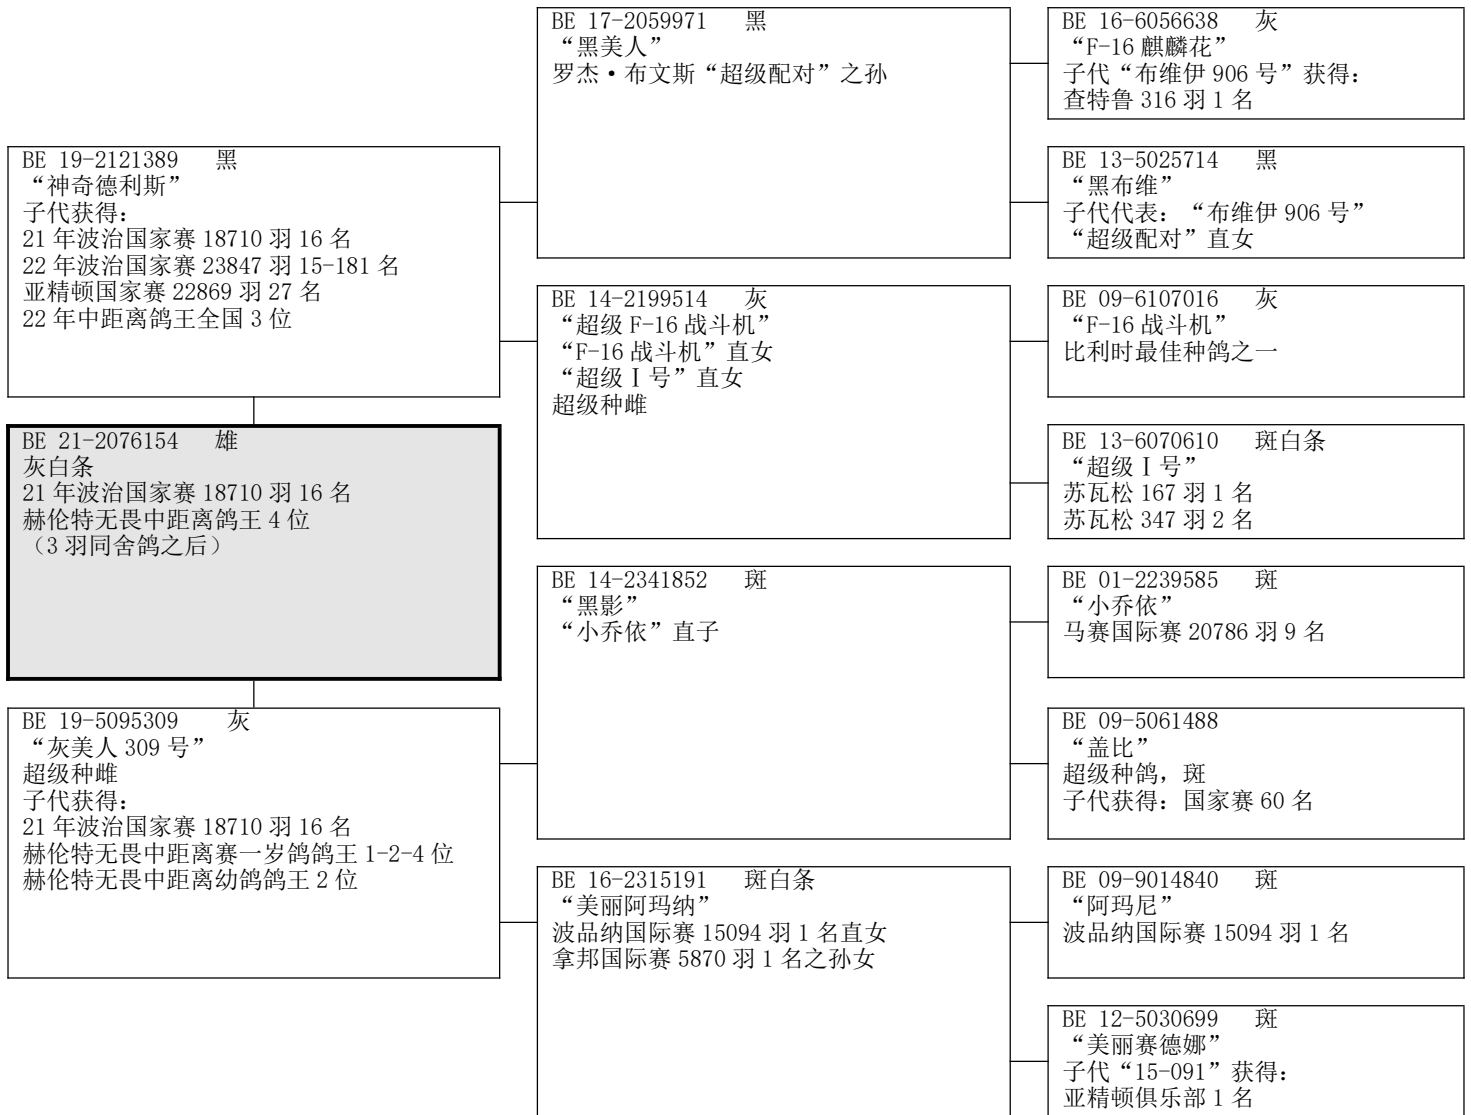 BE 19-2121389 黑
“神奇德利斯”
子代获得：
21 年波治国家赛 18710 羽 16 名
22 年波治国家赛 23847 羽 15-181 名
亚精顿国家赛 22869 羽 27 名
22 年中距离鸽王全国 3 位
BE 21-2076154 雄
灰白条
21 年波治国家赛 18710 羽 16 名
赫伦特无畏中距离鸽王 4 位
（3 羽同舍鸽之后）
BE 19-5095309 灰
“灰美人 309 号”
超级种雌
子代获得：
21 年波治国家赛 18710 羽 16 名
赫伦特无畏中距离赛一岁鸽鸽王 1-2-4 位
赫伦特无畏中距离幼鸽鸽王 2 位
BE 17-2059971 黑
“黑美人”
罗杰·布文斯“超级配对”之孙
BE 14-2199514 灰
“超级 F-16 战斗机”
“F-16 战斗机”直女
“超级 I 号”直女
超级种雌
BE 14-2341852 斑
“黑影”
“小乔依”直子
BE 16-2315191 斑白条
“美丽阿玛纳”
波品纳国际赛 15094 羽 1 名直女
拿邦国际赛 5870 羽 1 名之孙女
BE 16-6056638 灰
“F-16 麒麟花”
子代“布维伊 906 号”获得：
查特鲁 316 羽 1 名
BE 13-5025714 黑
“黑布维”
子代代表：“布维伊 906 号”
“超级配对”直女
BE 09-6107016 灰
“F-16 战斗机”
比利时最佳种鸽之一
BE 13-6070610 斑白条
“超级 I 号”
苏瓦松 167 羽 1 名
苏瓦松 347 羽 2 名
BE 01-2239585 斑
“小乔依”
马赛国际赛 20786 羽 9 名
BE 09-5061488
“盖比”
超级种鸽，斑
子代获得：国家赛 60 名
BE 09-9014840 斑
“阿玛尼”
波品纳国际赛 15094 羽 1 名
BE 12-5030699 斑
“美丽赛德娜”
子代“15-091”获得：
亚精顿俱乐部 1 名